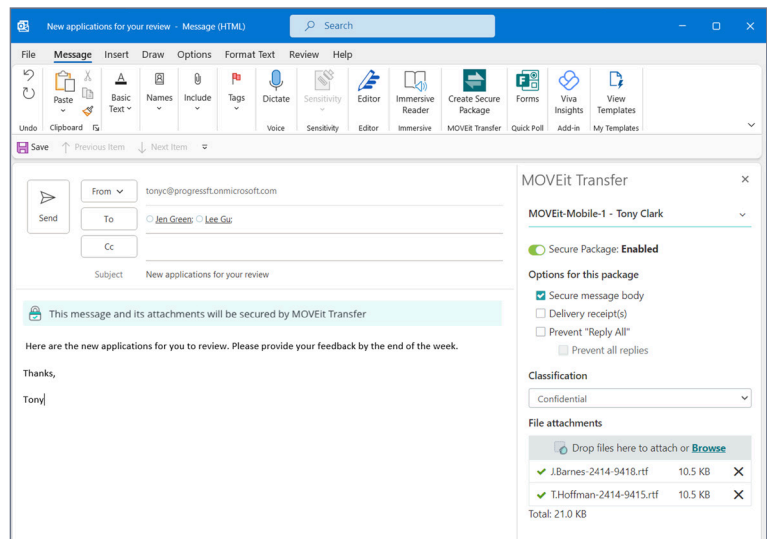 New applications for your review - Message (HTML)
Search
File Message Insert Draw Options Format Text Review Help
Paste
Basic Text
Names
Include
Tags
Dictate
Sensitivity
Editor
Immersive Reader
Create Secure Package
Forms
Viva Insights
View Templates
Undo Clipboard Voice Sensitivity Editor Immersive MOVEit Transfer Quick Poll Add-in My Templates
Save Previous Item Next Item
Send
From tonyc@progressft.onmicrosoft.com
To Jen Green; Lee Gu;
Cc
Subject New applications for your review
This message and its attachments will be secured by MOVEit Transfer
Here are the new applications for you to review. Please provide your feedback by the end of the week.
Thanks,
Tony
MOVEit Transfer
MOVEit-Mobile-1 - Tony Clark
Secure Package: Enabled
Options for this package
Secure message body
Delivery receipt(s)
Prevent "Reply All"
Prevent all replies
Classification
Confidential
File attachments
Drop files here to attach or Browse
J.Barnes-2414-9418.rtf 10.5 KB
T.Hoffman-2414-9415.rtf 10.5 KB
Total: 21.0 KB